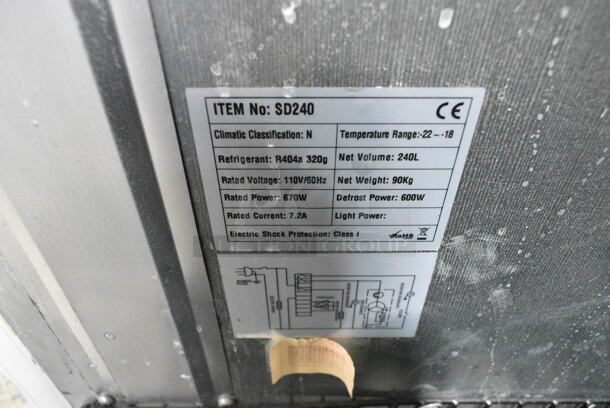 ITEM No: SD240 CE
Climatic Classification: N Temperature Range:-22 ~ -18
Refrigerant: R404a 320g Net Volume: 240L
Rated Voltage: 110V/60Hz Net Weight: 90Kg
Rated Power: 670W Defrost Power: 600W
Rated Current: 7.2A Light Power:
Electric Shock Protection: Class I RoHS